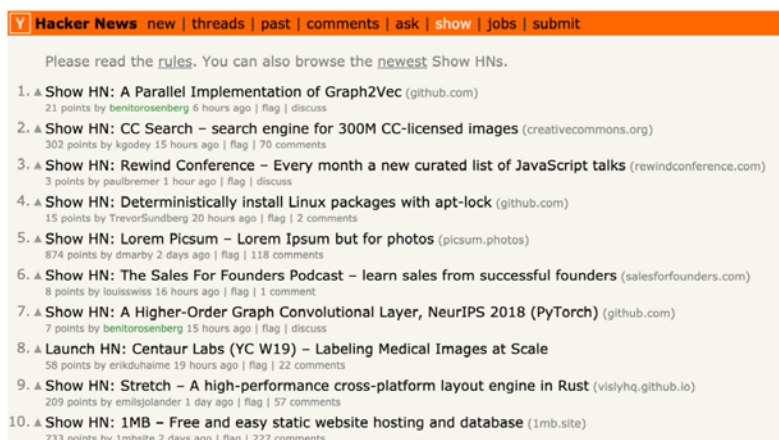 Y Hacker News new | threads | past | comments | ask | show | jobs | submit
Please read the rules. You can also browse the newest Show HNs.
1. ▲ Show HN: A Parallel Implementation of Graph2Vec (github.com)
21 points by benitorosenberg 6 hours ago | flag | discuss
2. ▲ Show HN: CC Search – search engine for 300M CC-licensed images (creativecommons.org)
302 points by kgodey 15 hours ago | flag | 70 comments
3. ▲ Show HN: Rewind Conference – Every month a new curated list of JavaScript talks (rewindconference.com)
3 points by paulbremer 1 hour ago | flag | discuss
4. ▲ Show HN: Deterministically install Linux packages with apt-lock (github.com)
15 points by TrevorSundberg 20 hours ago | flag | 2 comments
5. ▲ Show HN: Lorem Picsum – Lorem Ipsum but for photos (picsum.photos)
874 points by dmarby 2 days ago | flag | 118 comments
6. ▲ Show HN: The Sales For Founders Podcast – learn sales from successful founders (salesforfounders.com)
8 points by louisswiss 16 hours ago | flag | 1 comment
7. ▲ Show HN: A Higher-Order Graph Convolutional Layer, NeurIPS 2018 (PyTorch) (github.com)
7 points by benitorosenberg 15 hours ago | flag | discuss
8. ▲ Launch HN: Centaur Labs (YC W19) – Labeling Medical Images at Scale
58 points by erikduhaime 19 hours ago | flag | 22 comments
9. ▲ Show HN: Stretch – A high-performance cross-platform layout engine in Rust (vislyhq.github.io)
209 points by emilsjolander 1 day ago | flag | 57 comments
10. ▲ Show HN: 1MB – Free and easy static website hosting and database (1mb.site)
733 points by 1mbsite 2 days ago | flag | 227 comments